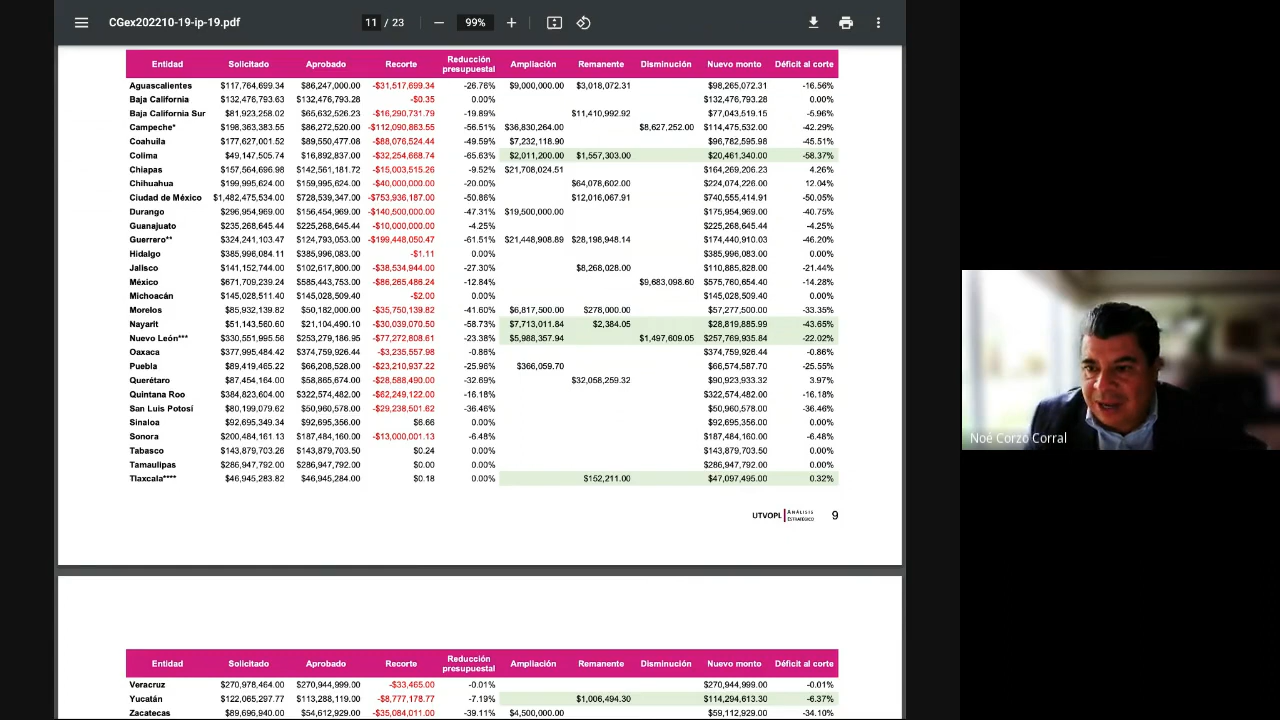 CGex202210-19-ip-19.pdf 11 / 23 99%
Entidad Solicitado Aprobado Recorte Reducción presupuestal Ampliación Remanente Disminución Nuevo monto Déficit al corte
Aguascalientes $117,764,699.34 $86,247,000.00 -$31,517,699.34 -26.76% $9,000,000.00 $3,018,072.31 $98,265,072.31 -16.56%
Baja California $132,476,793.63 $132,476,793.28 -$0.35 0.00% $132,476,793.28 0.00%
Baja California Sur $81,923,258.02 $65,632,526.23 -$16,290,731.79 -19.89% $11,410,992.92 $77,043,519.15 -5.96%
Campeche* $198,363,383.55 $86,272,520.00 -$112,090,863.55 -56.51% $36,830,264.00 $8,627,252.00 $114,475,532.00 -42.29%
Coahuila $177,627,001.52 $89,550,477.08 -$88,076,524.44 -49.59% $7,232,118.90 $96,782,595.98 -45.51%
Colima $49,147,505.74 $16,892,837.00 -$32,254,668.74 -65.63% $2,011,200.00 $1,557,303.00 $20,461,340.00 -58.37%
Chiapas $157,564,696.98 $142,561,181.72 -$15,003,515.26 -9.52% $21,708,024.51 $164,269,206.23 4.26%
Chihuahua $199,995,624.00 $159,995,624.00 -$40,000,000.00 -20.00% $64,078,602.00 $224,074,226.00 12.04%
Ciudad de México $1,482,475,534.00 $728,539,347.00 -$753,936,187.00 -50.86% $12,016,067.91 $740,555,414.91 -50.05%
Durango $296,954,969.00 $156,454,969.00 -$140,500,000.00 -47.31% $19,500,000.00 $175,954,969.00 -40.75%
Guanajuato $235,268,645.44 $225,268,645.44 -$10,000,000.00 -4.25% $225,268,645.44 -4.25%
Guerrero** $324,241,103.47 $124,793,053.00 -$199,448,050.47 -61.51% $21,448,908.89 $28,198,948.14 $174,440,910.03 -46.20%
Hidalgo $385,996,084.11 $385,996,083.00 -$1.11 0.00% $385,996,083.00 0.00%
Jalisco $141,152,744.00 $102,617,800.00 -$38,534,944.00 -27.30% $8,268,028.00 $110,885,828.00 -21.44%
México $671,709,239.24 $585,443,753.00 -$86,265,486.24 -12.84% $9,683,098.60 $575,760,654.40 -14.28%
Michoacán $145,028,511.40 $145,028,509.40 -$2.00 0.00% $145,028,509.40 0.00%
Morelos $85,932,139.82 $50,182,000.00 -$35,750,139.82 -41.60% $6,817,500.00 $278,000.00 $57,277,500.00 -33.35%
Nayarit $51,143,560.60 $21,104,490.10 -$30,039,070.50 -58.73% $7,713,011.84 $2,384.05 $28,819,885.99 -43.65%
Nuevo León*** $330,551,995.56 $253,279,186.95 -$77,272,808.61 -23.38% $5,988,357.94 $1,497,609.05 $257,769,935.84 -22.02%
Oaxaca $377,995,484.42 $374,759,926.44 -$3,235,557.98 -0.86% $374,759,926.44 -0.86%
Puebla $89,419,465.22 $66,208,528.00 -$23,210,937.22 -25.96% $366,059.70 $66,574,587.70 -25.55%
Querétaro $87,454,164.00 $58,865,674.00 -$28,588,490.00 -32.69% $32,058,259.32 $90,923,933.32 3.97%
Quintana Roo $384,823,604.00 $322,574,482.00 -$62,249,122.00 -16.18% $322,574,482.00 -16.18%
San Luis Potosí $80,199,079.62 $50,960,578.00 -$29,238,501.62 -36.46% $50,960,578.00 -36.46%
Sinaloa $92,695,349.34 $92,695,356.00 $6.66 0.00% $92,695,356.00 0.00%
Sonora $200,484,161.13 $187,484,160.00 -$13,000,001.13 -6.48% $187,484,160.00 -6.48%
Tabasco $143,879,703.26 $143,879,703.50 $0.24 0.00% $143,879,703.50 0.00%
Tamaulipas $286,947,792.00 $286,947,792.00 $0.00 0.00% $286,947,792.00 0.00%
Tlaxcala**** $46,945,283.82 $46,945,284.00 $0.18 0.00% $152,211.00 $47,097,495.00 0.32%
UTVOPL ANÁLISIS ESTRATÉGICO 9
Entidad Solicitado Aprobado Recorte Reducción presupuestal Ampliación Remanente Disminución Nuevo monto Déficit al corte
Veracruz $270,978,464.00 $270,944,999.00 -$33,465.00 -0.01% $270,944,999.00 -0.01%
Yucatán $122,065,297.77 $113,288,119.00 -$8,777,178.77 -7.19% $1,006,494.30 $114,294,613.30 -6.37%
Zacatecas $89,696,940.00 $54,612,929.00 -$35,084,011.00 -39.11% $4,500,000.00 $59,112,929.00 -34.10%
Noé Corzo Corral